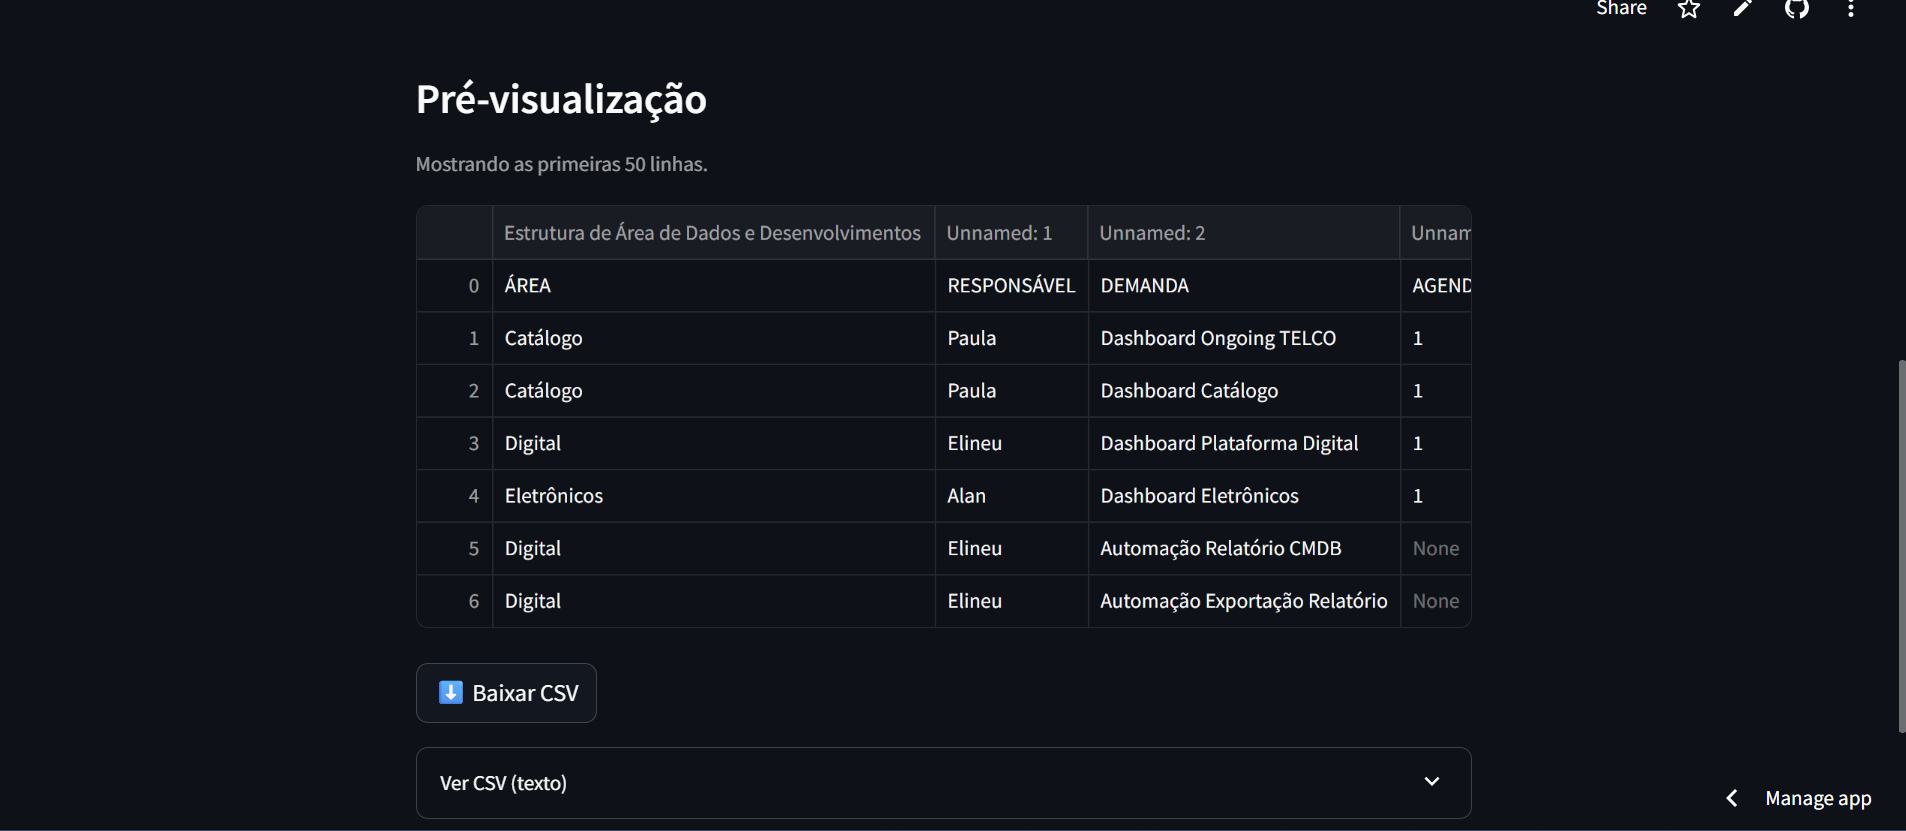 Share
Pré-visualização
Mostrando as primeiras 50 linhas.
Estrutura de Área de Dados e Desenvolvimentos Unnamed: 1 Unnamed: 2 Unnam
0 ÁREA RESPONSÁVEL DEMANDA AGEND
1 Catálogo Paula Dashboard Ongoing TELCO 1
2 Catálogo Paula Dashboard Catálogo 1
3 Digital Elineu Dashboard Plataforma Digital 1
4 Eletrônicos Alan Dashboard Eletrônicos 1
5 Digital Elineu Automação Relatório CMDB None
6 Digital Elineu Automação Exportação Relatório None
Baixar CSV
Ver CSV (texto)
Manage app